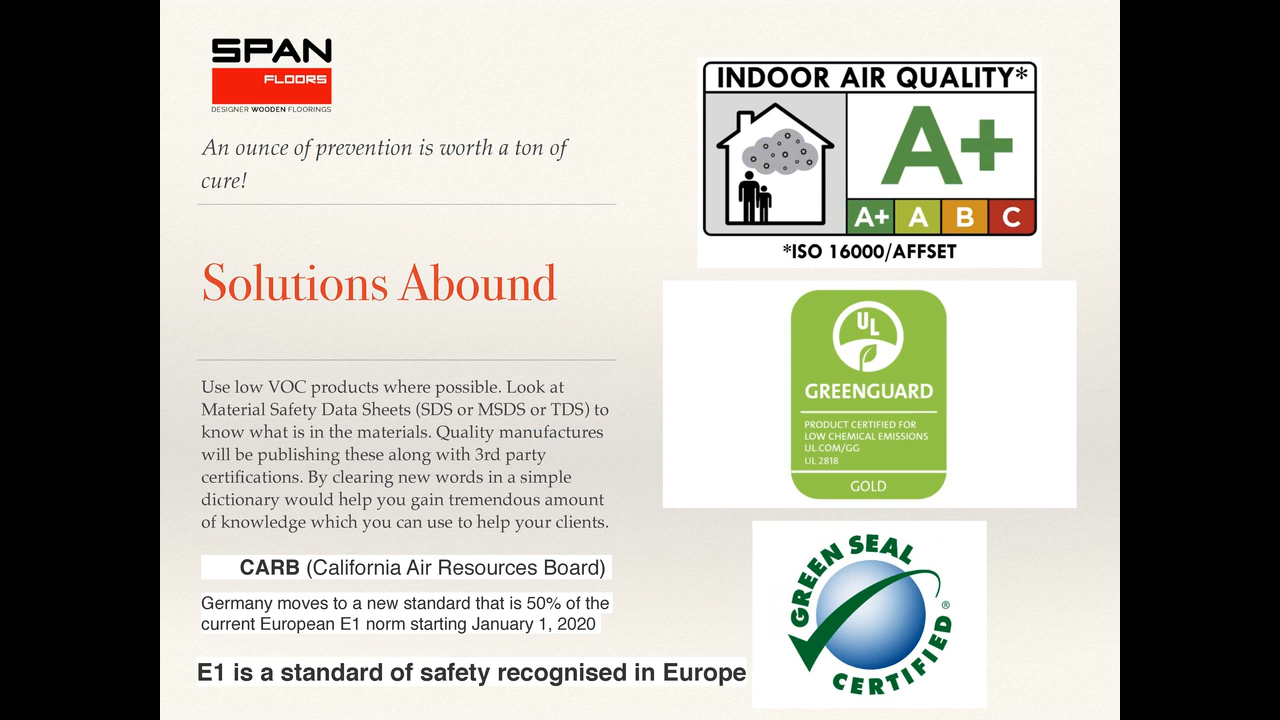 SPAN
FLOORS
DESIGNER WOODEN FLOORINGS
An ounce of prevention is worth a ton of
cure!
Solutions Abound
Use low VOC products where possible. Look at
Material Safety Data Sheets (SDS or MSDS or TDS) to
know what is in the materials. Quality manufactures
will be publishing these along with 3rd party
certifications. By clearing new words in a simple
dictionary would help you gain tremendous amount
of knowledge which you can use to help your clients.
CARB (California Air Resources Board)
Germany moves to a new standard that is 50% of the
current European E1 norm starting January 1, 2020
E1 is a standard of safety recognised in Europe
INDOOR AIR QUALITY*
A+
A+ A B C
*ISO 16000/AFFSET
UL
GREENGUARD
PRODUCT CERTIFIED FOR
LOW CHEMICAL EMISSIONS
UL.COM/GG
UL 2818
GOLD
GREEN SEAL
®
CERTIFIED